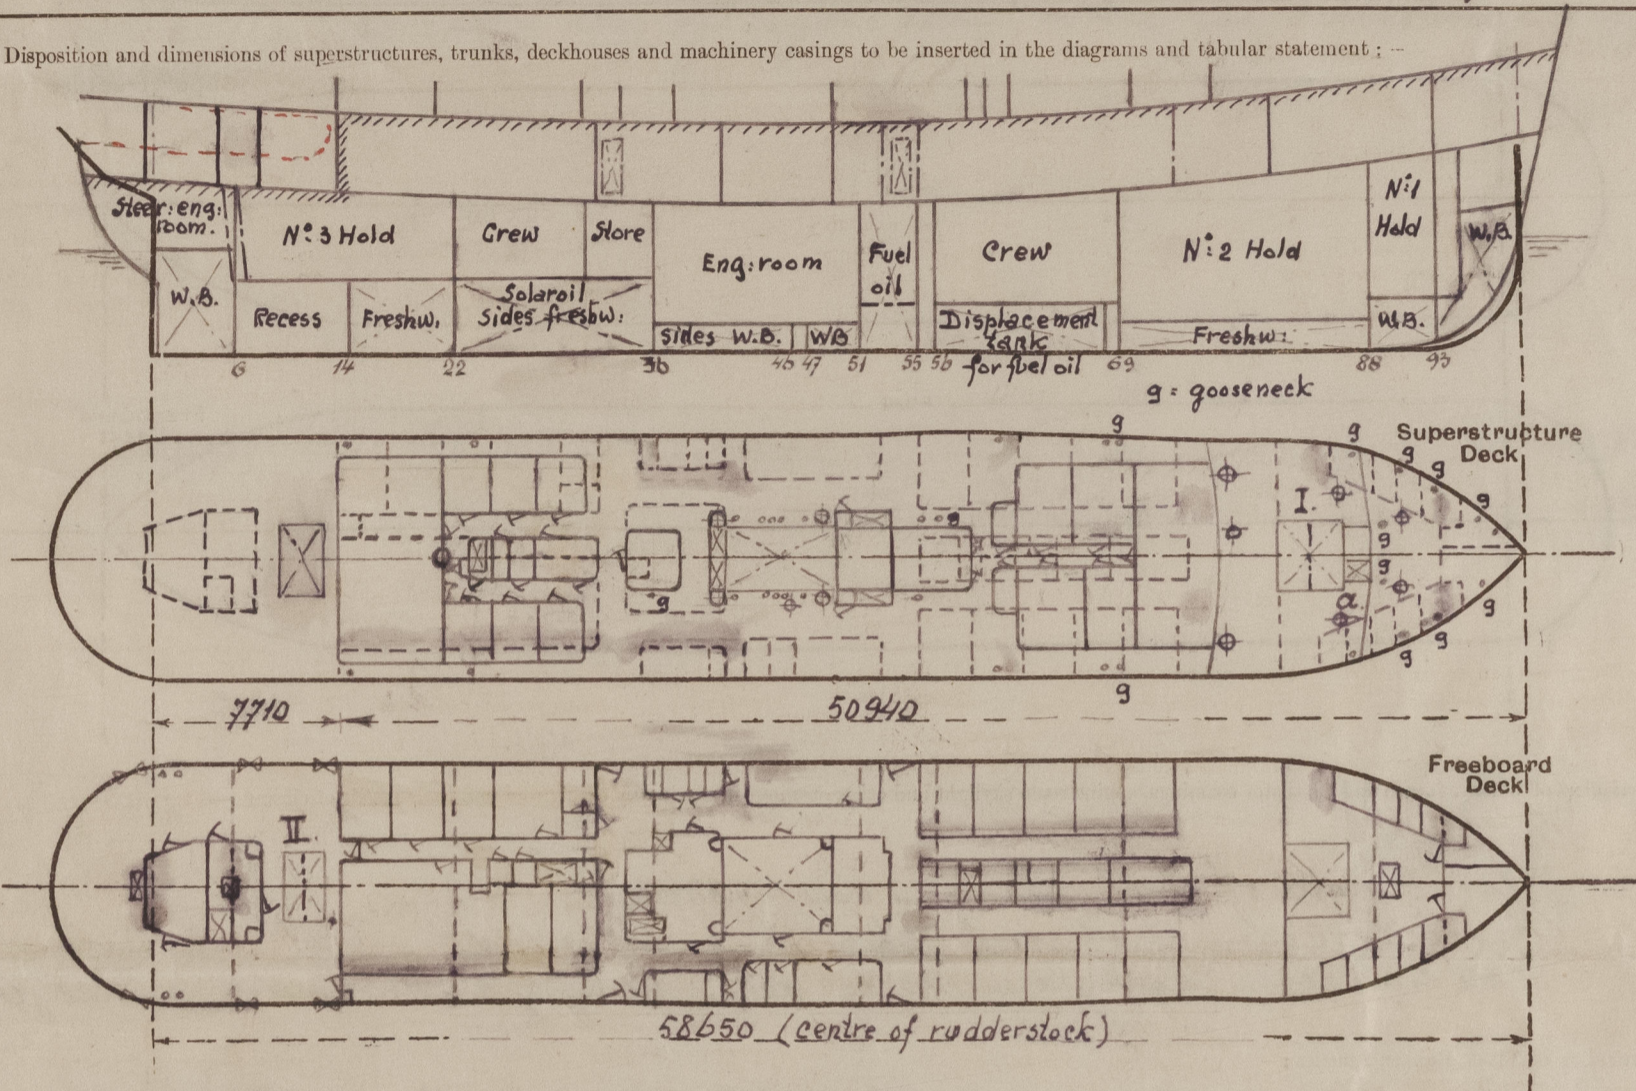 Disposition and dimensions of superstructures, trunks, deckhouses and machinery casings to be inserted in the diagrams and tabular statement : —
Steer: eng:
room.
W.B.
Nº 3 Hold
Crew
Store
Eng: room
Fuel
oil
Crew
Nº: 2 Hold
Nº: 1
Hold
W.B.
Recess
Freshw.
Solaroil
sides freshw:
sides W.B.
WB
Displacement
tank
for fuel oil
Freshw:
W.B.
6 14 22 36 46 47 51 55 56 69 88 93
g = gooseneck
g
g
Superstructure
Deck
g
g
g
I.
g
g
g
g
a
g
g
g
g
7710
50940
Freeboard
Deck
II.
58650 (centre of rudderstock)